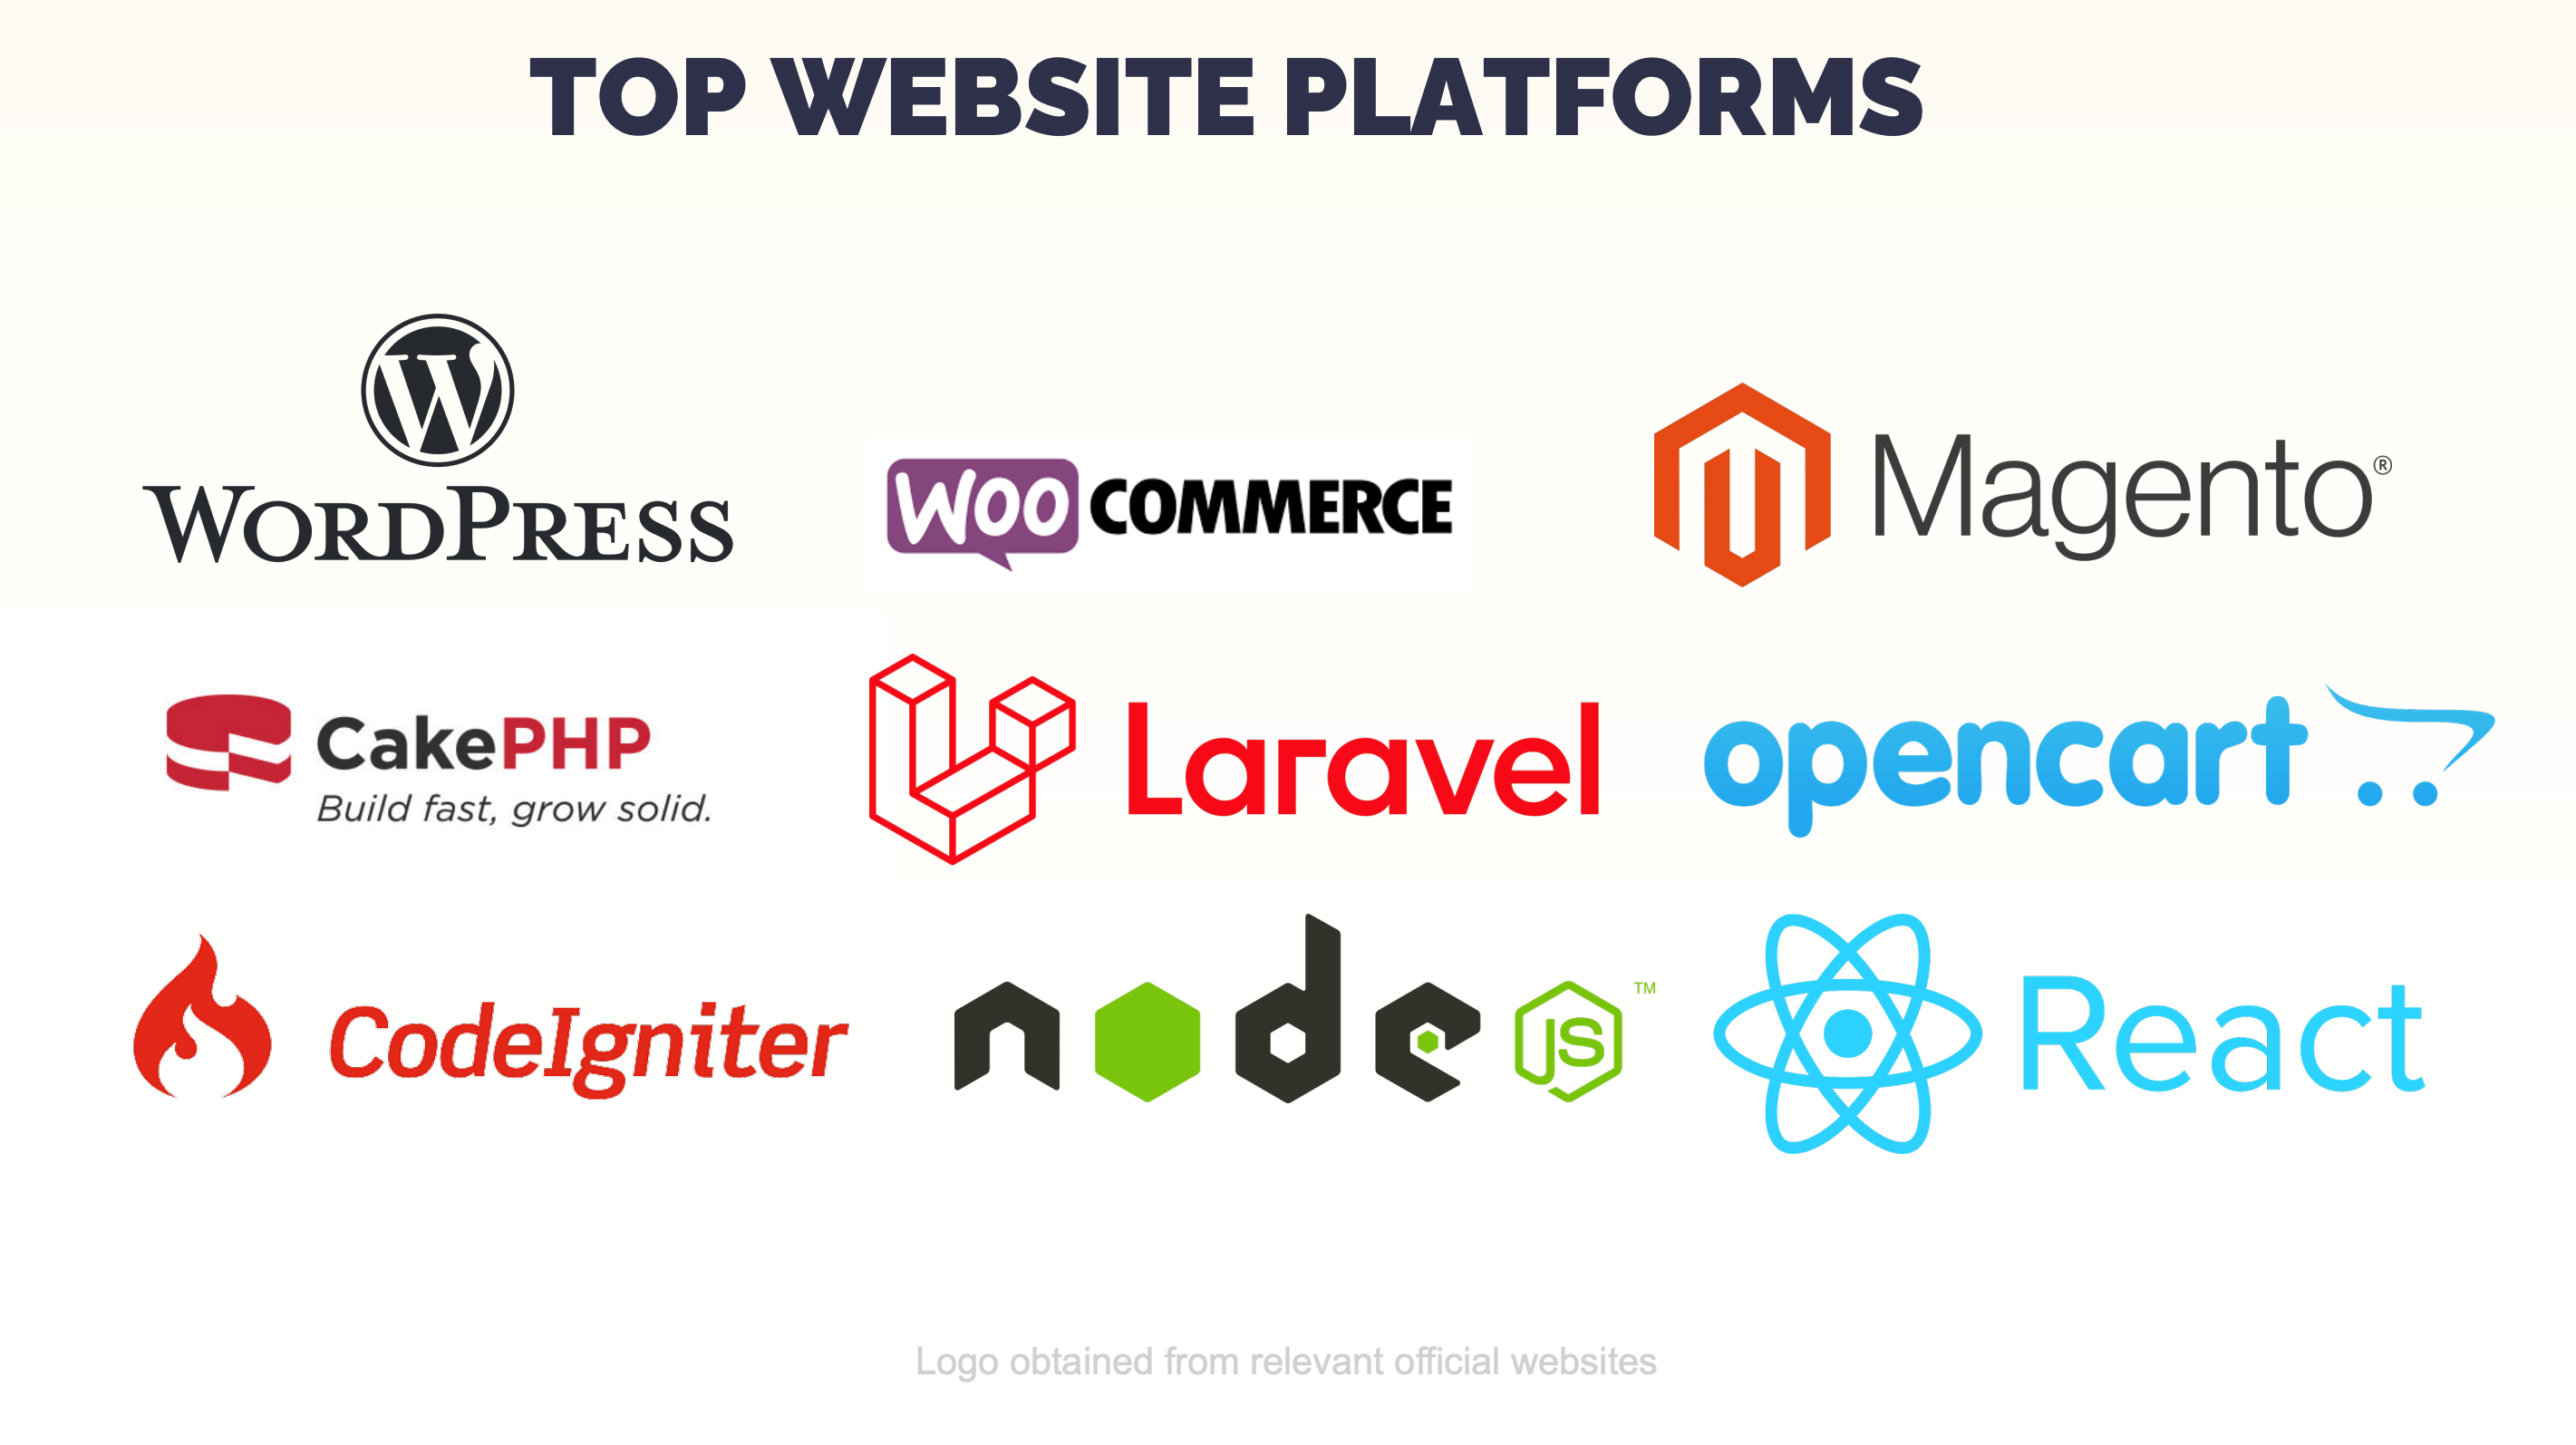 TOP WEBSITE PLATFORMS
W
WORDPRESS
WOO COMMERCE
Magento®
CakePHP
Build fast, grow solid.
Laravel
opencart
CodeIgniter
node JS™
React
Logo obtained from relevant official websites